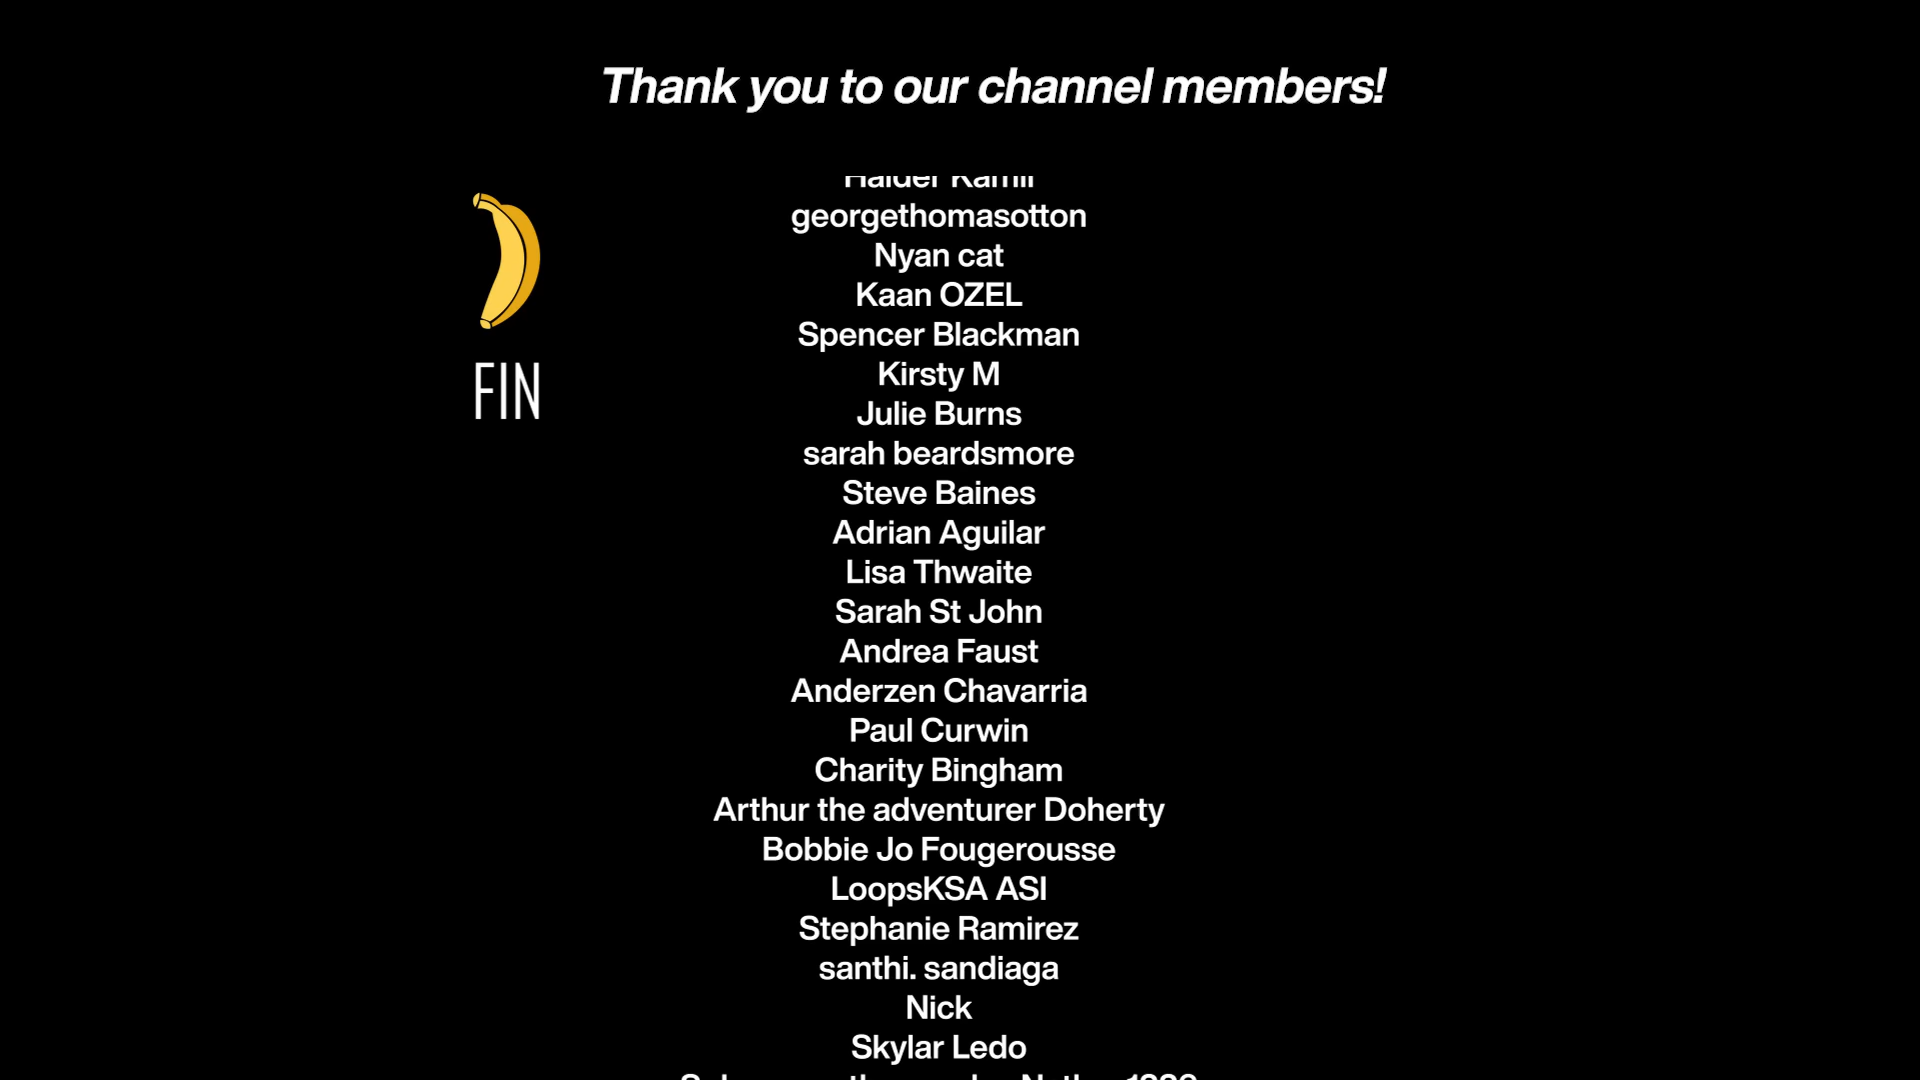 Thank you to our channel members!
Haider Kamil
georgethomasotton
Nyan cat
Kaan OZEL
Spencer Blackman
Kirsty M
Julie Burns
sarah beardsmore
Steve Baines
Adrian Aguilar
Lisa Thwaite
Sarah St John
Andrea Faust
Anderzen Chavarria
Paul Curwin
Charity Bingham
Arthur the adventurer Doherty
Bobbie Jo Fougerousse
LoopsKSA ASI
Stephanie Ramirez
santhi. sandiaga
Nick
Skylar Ledo
FIN